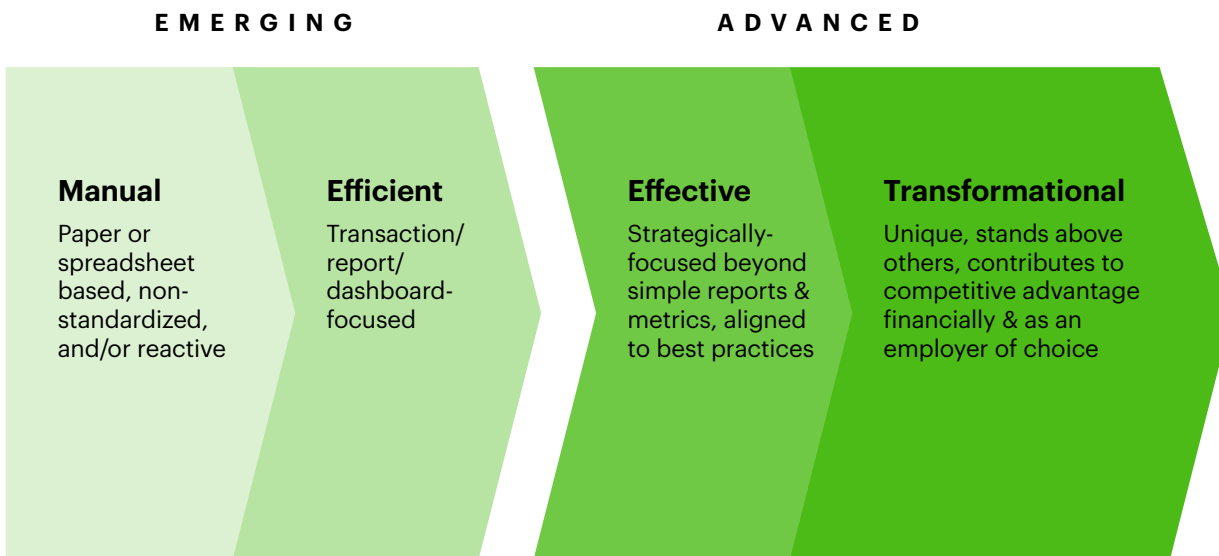 EMERGING
ADVANCED
Manual
Paper or
spreadsheet
based, non-
standardized,
and/or reactive
Efficient
Transaction/
report/
dashboard-
focused
Effective
Strategically-
focused beyond
simple reports &
metrics, aligned
to best practices
Transformational
Unique, stands above
others, contributes to
competitive advantage
financially & as an
employer of choice